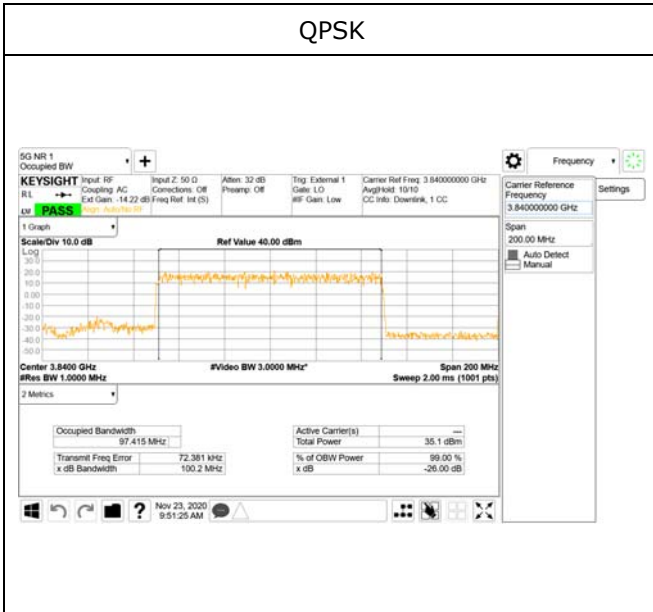 QPSK
5G NR 1
Occupied BW
Frequency
KEYSIGHT Input: RF Input Z: 50 Ω Atten: 32 dB Trig: External 1 Carrier Ref Freq: 3.840000000 GHz
RL Coupling: AC Corrections: Off Preamp: Off Gate: LO Avg|Hold: 10/10
Ext Gain: -14.22 dB Freq Ref: Int (S) #IF Gain: Low CC Info: Downlink, 1 CC
PASS Align: Auto/No RF
Carrier Reference
Frequency
3.840000000 GHz
Settings
Span
200.00 MHz
Auto Detect
Manual
1 Graph
Scale/Div 10.0 dB Ref Value 40.00 dBm
Log
30.0
20.0
10.0
0.00
-10.0
-20.0
-30.0
-40.0
-50.0
Center 3.8400 GHz #Video BW 3.0000 MHz* Span 200 MHz
#Res BW 1.0000 MHz Sweep 2.00 ms (1001 pts)
2 Metrics
Occupied Bandwidth Active Carrier(s) ---
97.415 MHz Total Power 35.1 dBm
Transmit Freq Error 72.381 kHz % of OBW Power 99.00 %
x dB Bandwidth 100.2 MHz x dB -26.00 dB
Nov 23, 2020
9:51:25 AM